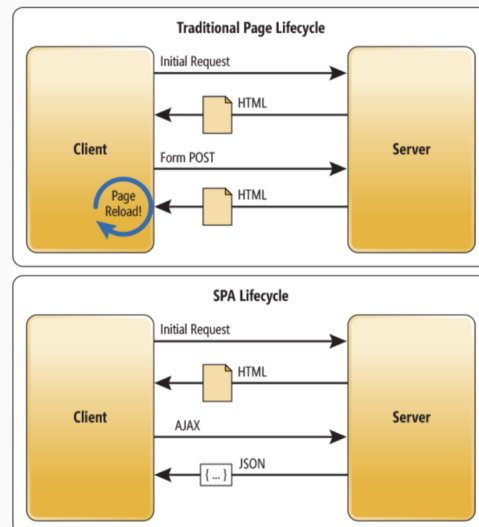 Traditional Page Lifecycle
Initial Request
HTML
Client
Server
Form POST
Page
Reload!
HTML
SPA Lifecycle
Initial Request
HTML
Client
Server
AJAX
JSON
{ ... }